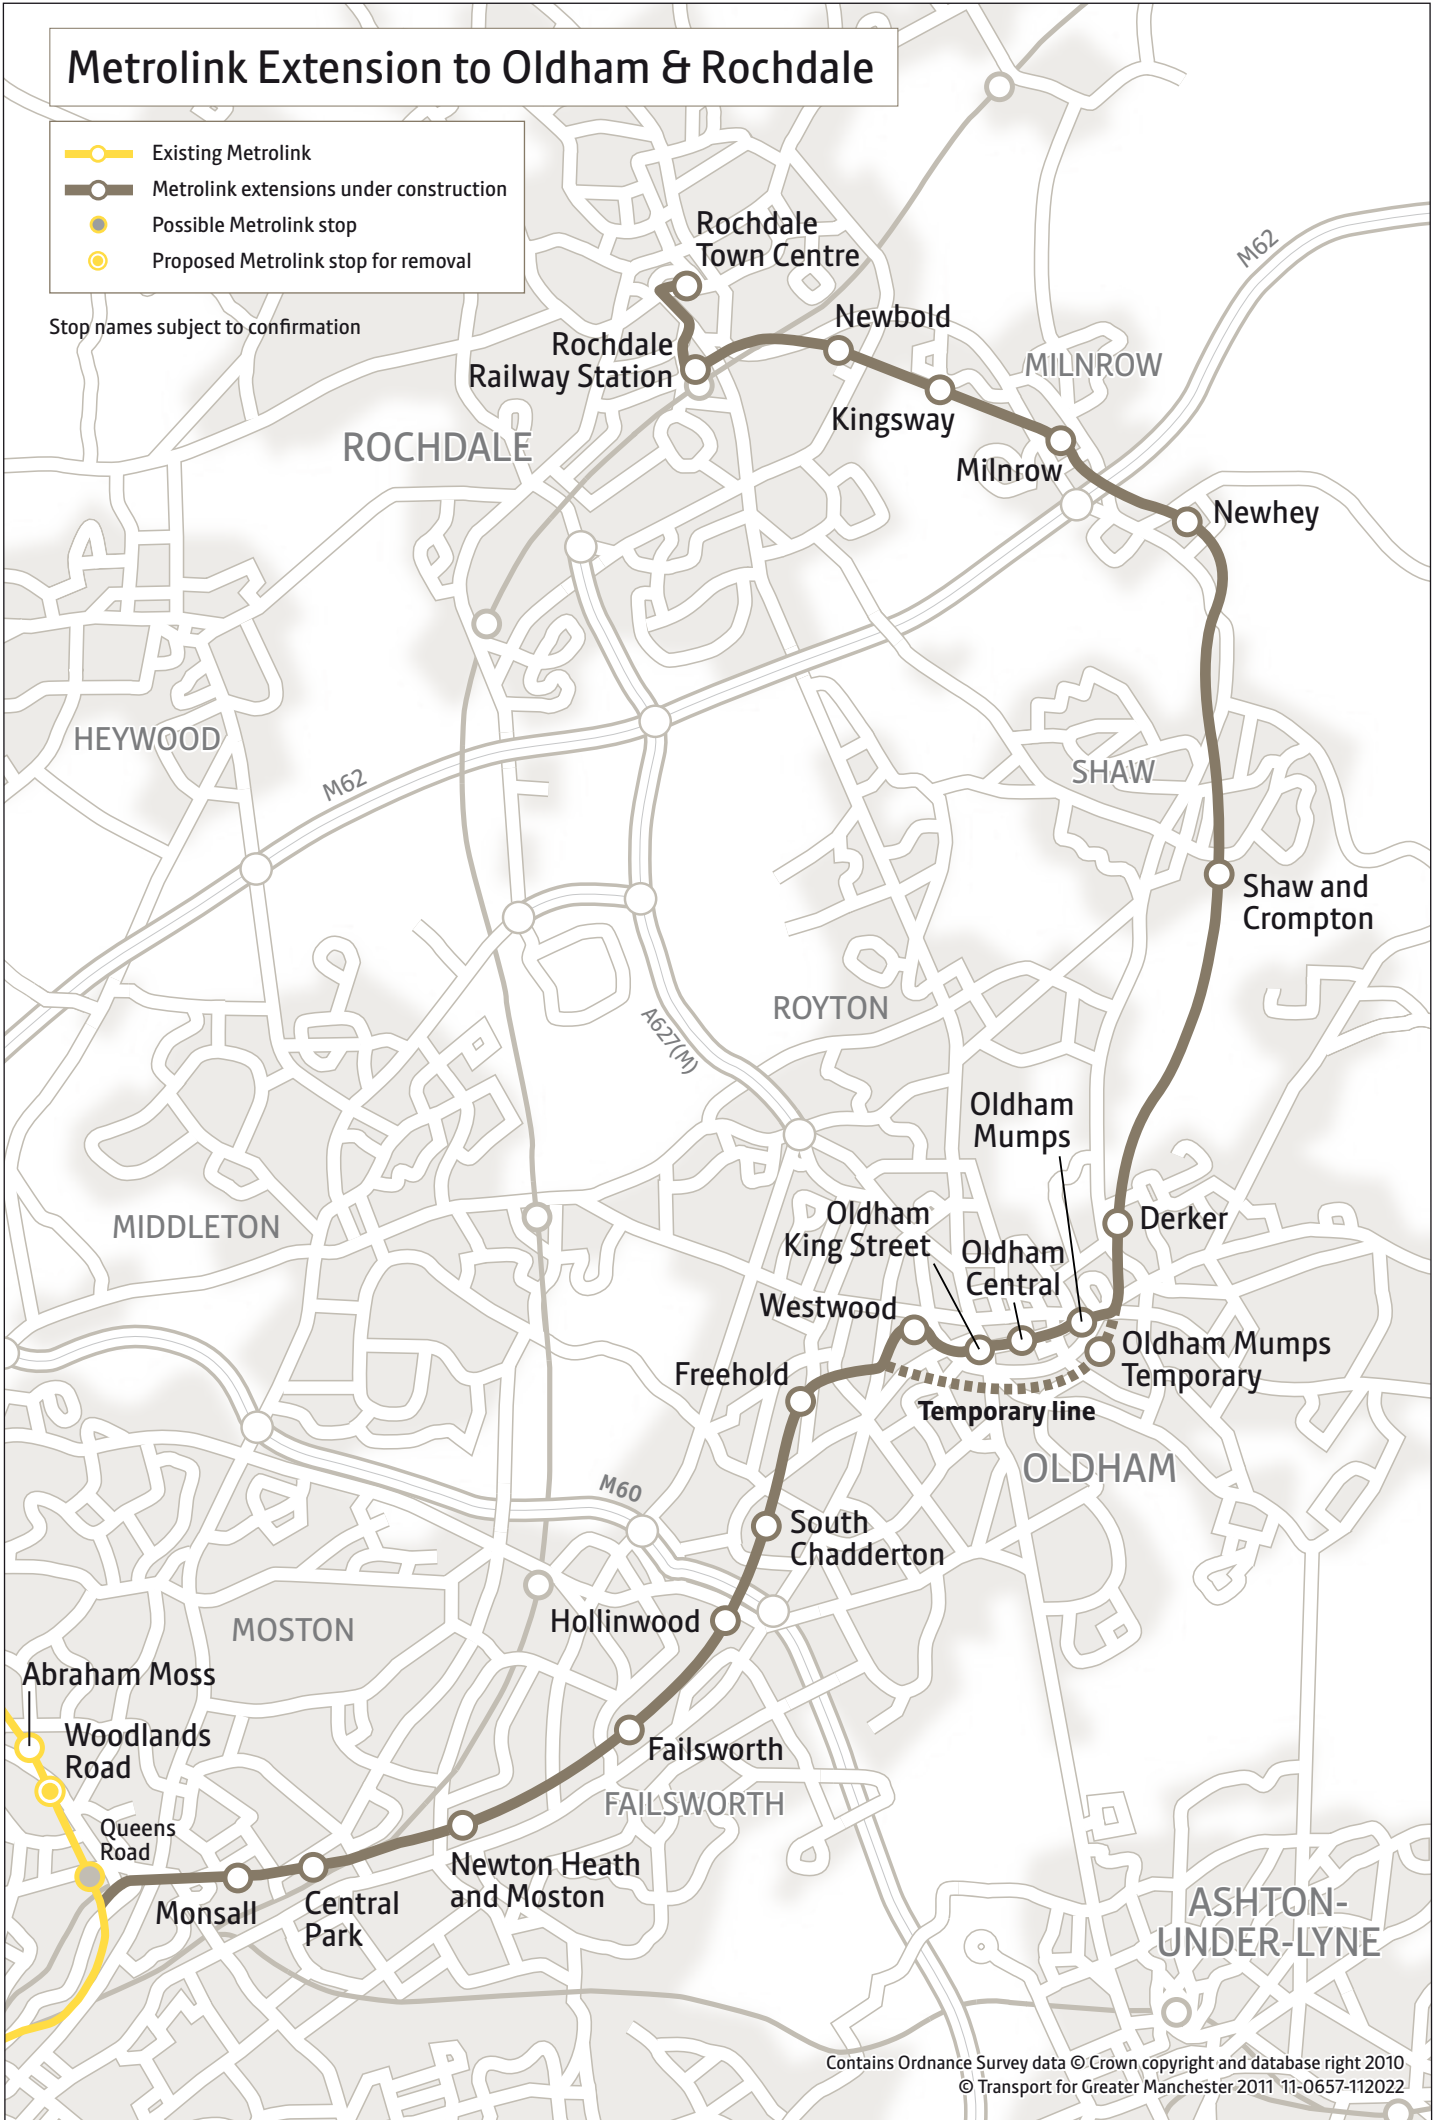 Metrolink Extension to Oldham & Rochdale
Existing Metrolink
Metrolink extensions under construction
Possible Metrolink stop
Proposed Metrolink stop for removal
Stop names subject to confirmation
Rochdale
Town Centre
M62
Newbold
Rochdale
Railway Station
MILNROW
Kingsway
ROCHDALE
Milnrow
Newhey
HEYWOOD
M62
SHAW
Shaw and
Crompton
ROYTON
A627(M)
Oldham
Mumps
MIDDLETON
Oldham
King Street
Derker
Oldham
Central
Westwood
Oldham Mumps
Temporary
Freehold
Temporary line
OLDHAM
M60
South
Chadderton
Hollinwood
MOSTON
Abraham Moss
Woodlands
Road
Failsworth
FAILSWORTH
Queens
Road
Newton Heath
and Moston
Monsall
Central
Park
ASHTON-
UNDER-LYNE
Contains Ordnance Survey data © Crown copyright and database right 2010
© Transport for Greater Manchester 2011 11-0657-112022